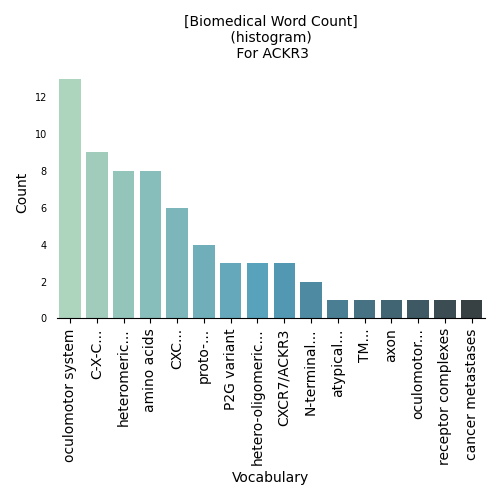 [Biomedical Word Count]
(histogram)
For ACKR3
Count
12
10
8
6
4
2
0
oculomotor system
C-X-C...
heteromeric...
amino acids
CXC...
proto-...
P2G variant
hetero-oligomeric...
CXCR7/ACKR3
N-terminal...
atypical...
TM...
axon
oculomotor...
receptor complexes
cancer metastases
Vocabulary